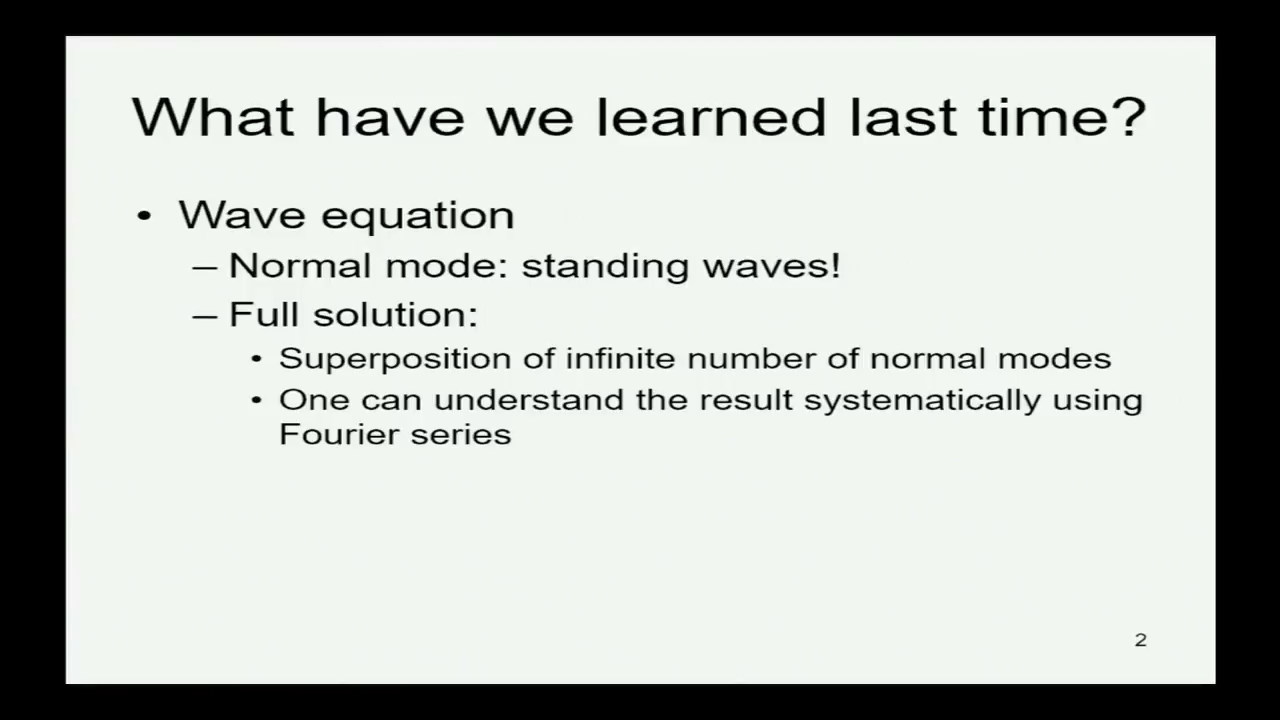 What have we learned last time?
• Wave equation
– Normal mode: standing waves!
– Full solution:
• Superposition of infinite number of normal modes
• One can understand the result systematically using
Fourier series
2